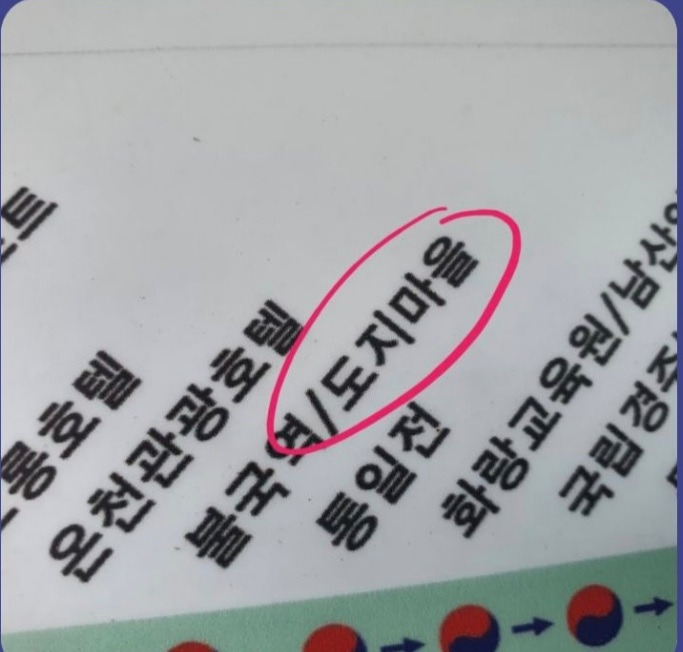 호텔
온천관광호텔
불국역/도지마을
통일전
화랑교육원/남산
국립경주